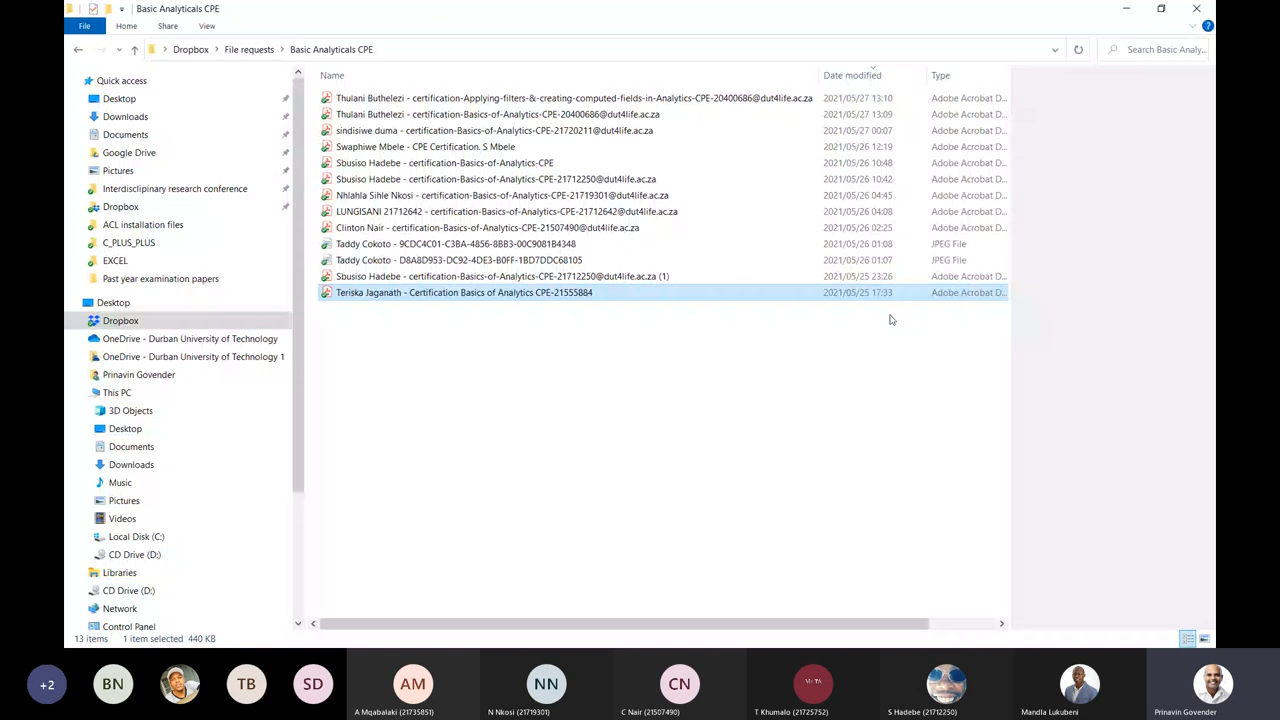 Basic Analyticals CPE
File Home Share View
Dropbox File requests Basic Analyticals CPE
Search Basic Analy...
Name Date modified Type
Quick access
Desktop
Downloads
Documents
Google Drive
Pictures
Interdisclipinary research conference
Dropbox
ACL installation files
C_PLUS_PLUS
EXCEL
Past year examination papers
Desktop
Dropbox
OneDrive - Durban University of Technology
OneDrive - Durban University of Technology 1
Prinavin Govender
This PC
3D Objects
Desktop
Documents
Downloads
Music
Pictures
Videos
Local Disk (C:)
CD Drive (D:)
Libraries
CD Drive (D:)
Network
Control Panel
Thulani Buthelezi - certification-Applying-filters-&-creating-computed-fields-in-Analytics-CPE-20400686@dut4life.ac.za 2021/05/27 13:10 Adobe Acrobat D...
Thulani Buthelezi - certification-Basics-of-Analytics-CPE-20400686@dut4life.ac.za 2021/05/27 13:09 Adobe Acrobat D...
sindisiwe duma - certification-Basics-of-Analytics-CPE-21720211@dut4life.ac.za 2021/05/27 00:07 Adobe Acrobat D...
Swaphiwe Mbele - CPE Certification. S Mbele 2021/05/26 12:19 Adobe Acrobat D...
Sbusiso Hadebe - certification-Basics-of-Analytics-CPE 2021/05/26 10:48 Adobe Acrobat D...
Sbusiso Hadebe - certification-Basics-of-Analytics-CPE-21712250@dut4life.ac.za 2021/05/26 10:42 Adobe Acrobat D...
Nhlahla Sihle Nkosi - certification-Basics-of-Analytics-CPE-21719301@dut4life.ac.za 2021/05/26 04:45 Adobe Acrobat D...
LUNGISANI 21712642 - certification-Basics-of-Analytics-CPE-21712642@dut4life.ac.za 2021/05/26 04:08 Adobe Acrobat D...
Clinton Nair - certification-Basics-of-Analytics-CPE-21507490@dut4life.ac.za 2021/05/26 02:25 Adobe Acrobat D...
Taddy Cokoto - 9CDC4C01-C3BA-4856-8BB3-00C9081B4348 2021/05/26 01:08 JPEG File
Taddy Cokoto - D8A8D953-DC92-4DE3-B0FF-1BD7DDC68105 2021/05/26 01:07 JPEG File
Sbusiso Hadebe - certification-Basics-of-Analytics-CPE-21712250@dut4life.ac.za (1) 2021/05/25 23:26 Adobe Acrobat D...
Teriska Jaganath - Certification Basics of Analytics CPE-21555884 2021/05/25 17:33 Adobe Acrobat D...
13 items 1 item selected 440 KB
+2 BN TB SD AM NN CN
A Mqabalaki (21735851) N Nkosi (21719301) C Nair (21507490) T Khumalo (21725752) S Hadebe (21712250) Mandla Lukubeni Prinavin Govender